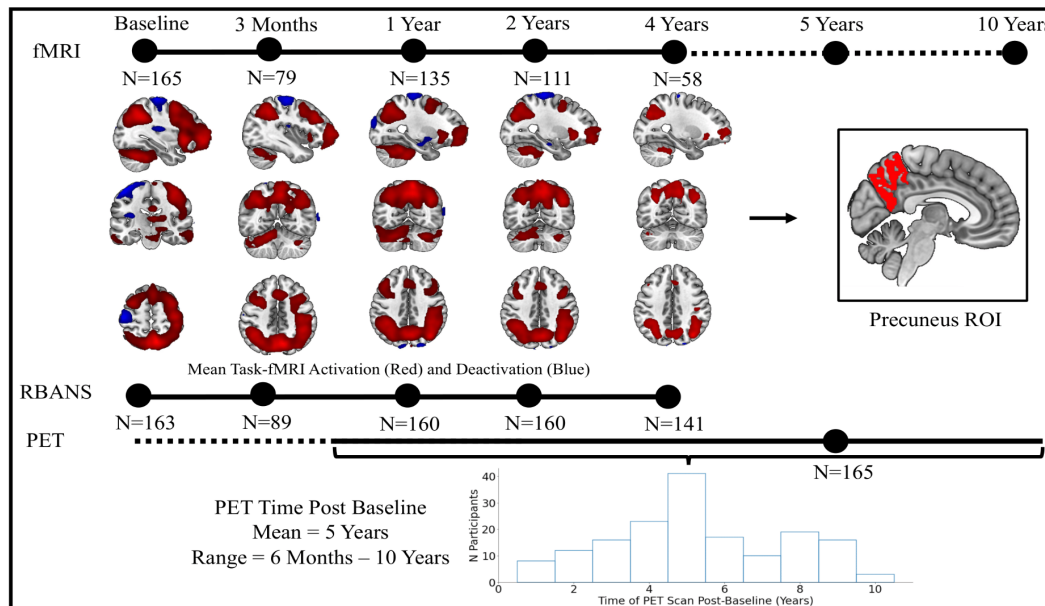 Baseline 3 Months 1 Year 2 Years 4 Years 5 Years 10 Years
fMRI
N=165 N=79 N=135 N=111 N=58
Precuneus ROI
Mean Task-fMRI Activation (Red) and Deactivation (Blue)
RBANS
N=163 N=89 N=160 N=160 N=141
PET
N=165
PET Time Post Baseline
Mean = 5 Years
Range = 6 Months – 10 Years
N Participants
40
30
20
10
0
0 2 4 6 8 10
Time of PET Scan Post-Baseline (Years)